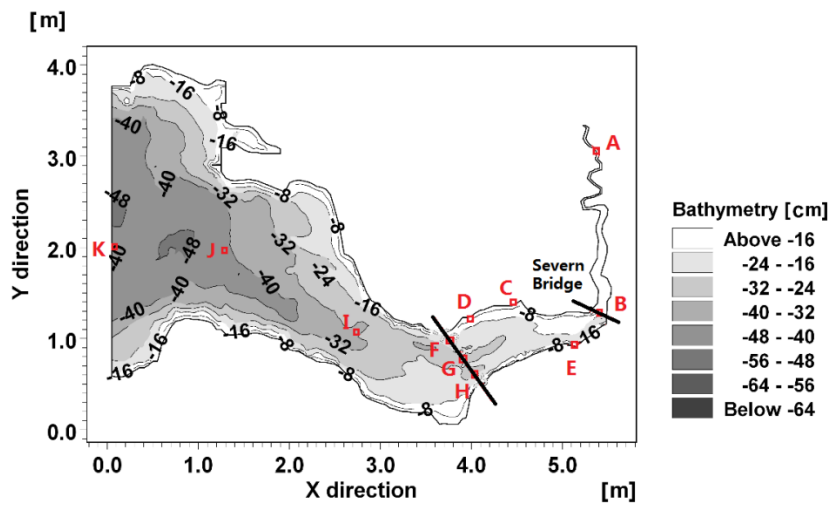 [m]
4.0
3.0
2.0
1.0
0.0
Y direction
0.0 1.0 2.0 3.0 4.0 5.0
X direction [m]
-8
-16
-8
-40
-16
-40
-32
-8
-48
-32
-8
K
-40
-48
J
-40
-24
-16
I
-32
-40
-16
-16
-8
-8
-8
A
Severn
Bridge
B
C
D
-8
E
-8
-16
F
G
H
Bathymetry [cm]
Above -16
-24 - -16
-32 - -24
-40 - -32
-48 - -40
-56 - -48
-64 - -56
Below -64